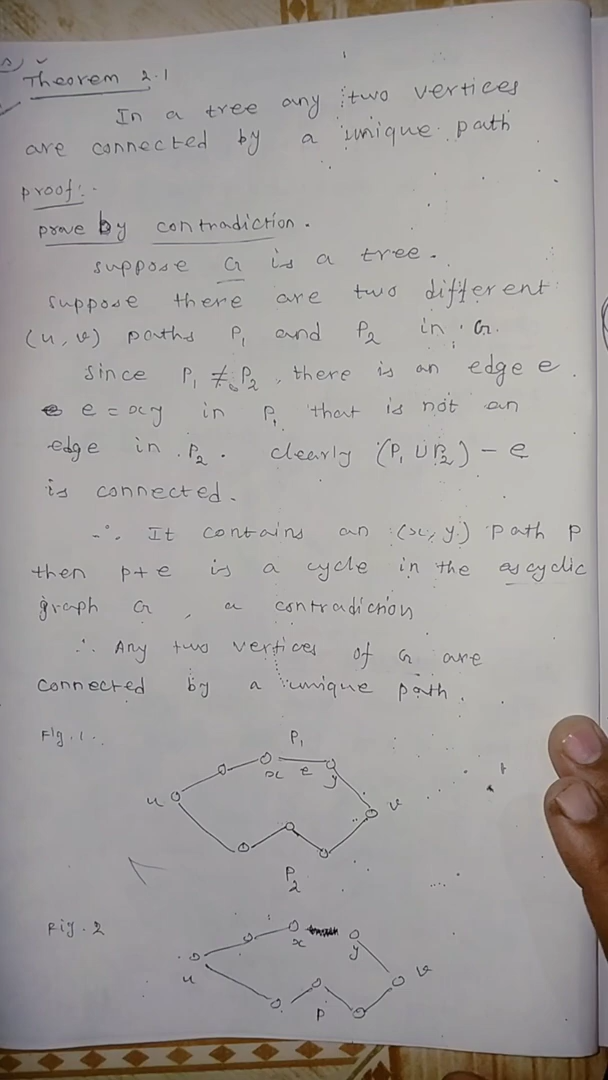 Theorem 2.1
In a tree any two vertices
are connected by a unique path
proof:-
prove by contradiction.
suppose G is a tree.
suppose there are two different
(u, v) paths P₁ and P₂ in G.
Since P₁ ≠ P₂, there is an edge e.
e = xy in P₁ that is not an
edge in P₂. clearly (P₁ ∪ P₂) - e
is connected.
∴ It contains an (x, y) path P
then p+e is a cycle in the ascyclic
graph G, a contradiction
∴ Any two vertices of G are
connected by a unique path.
Fig. 1.
P₁
x e y
u v
P₂
Fig. 2
x y
u v
P